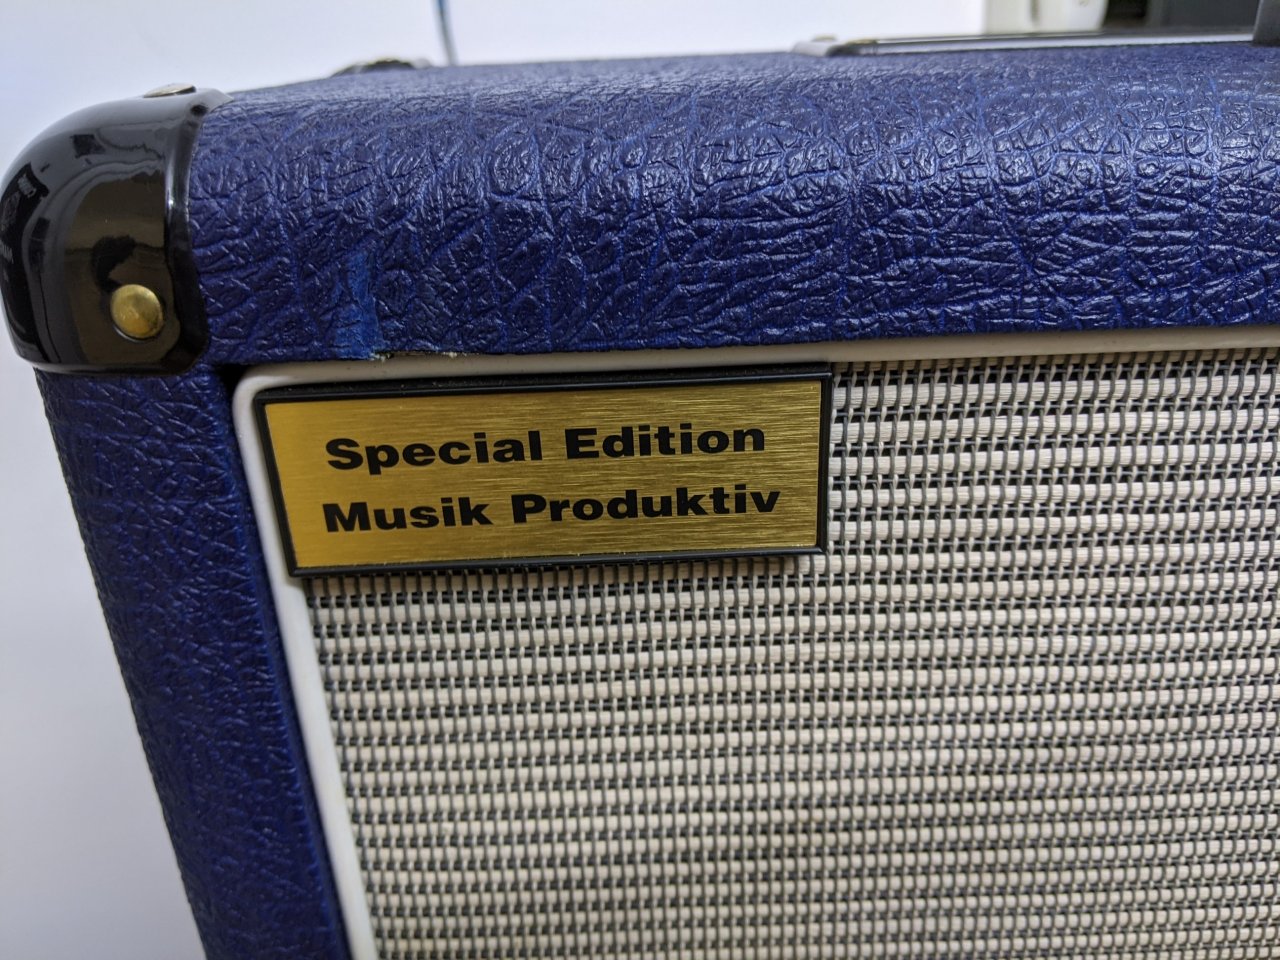 Special Edition
Musik Produktiv